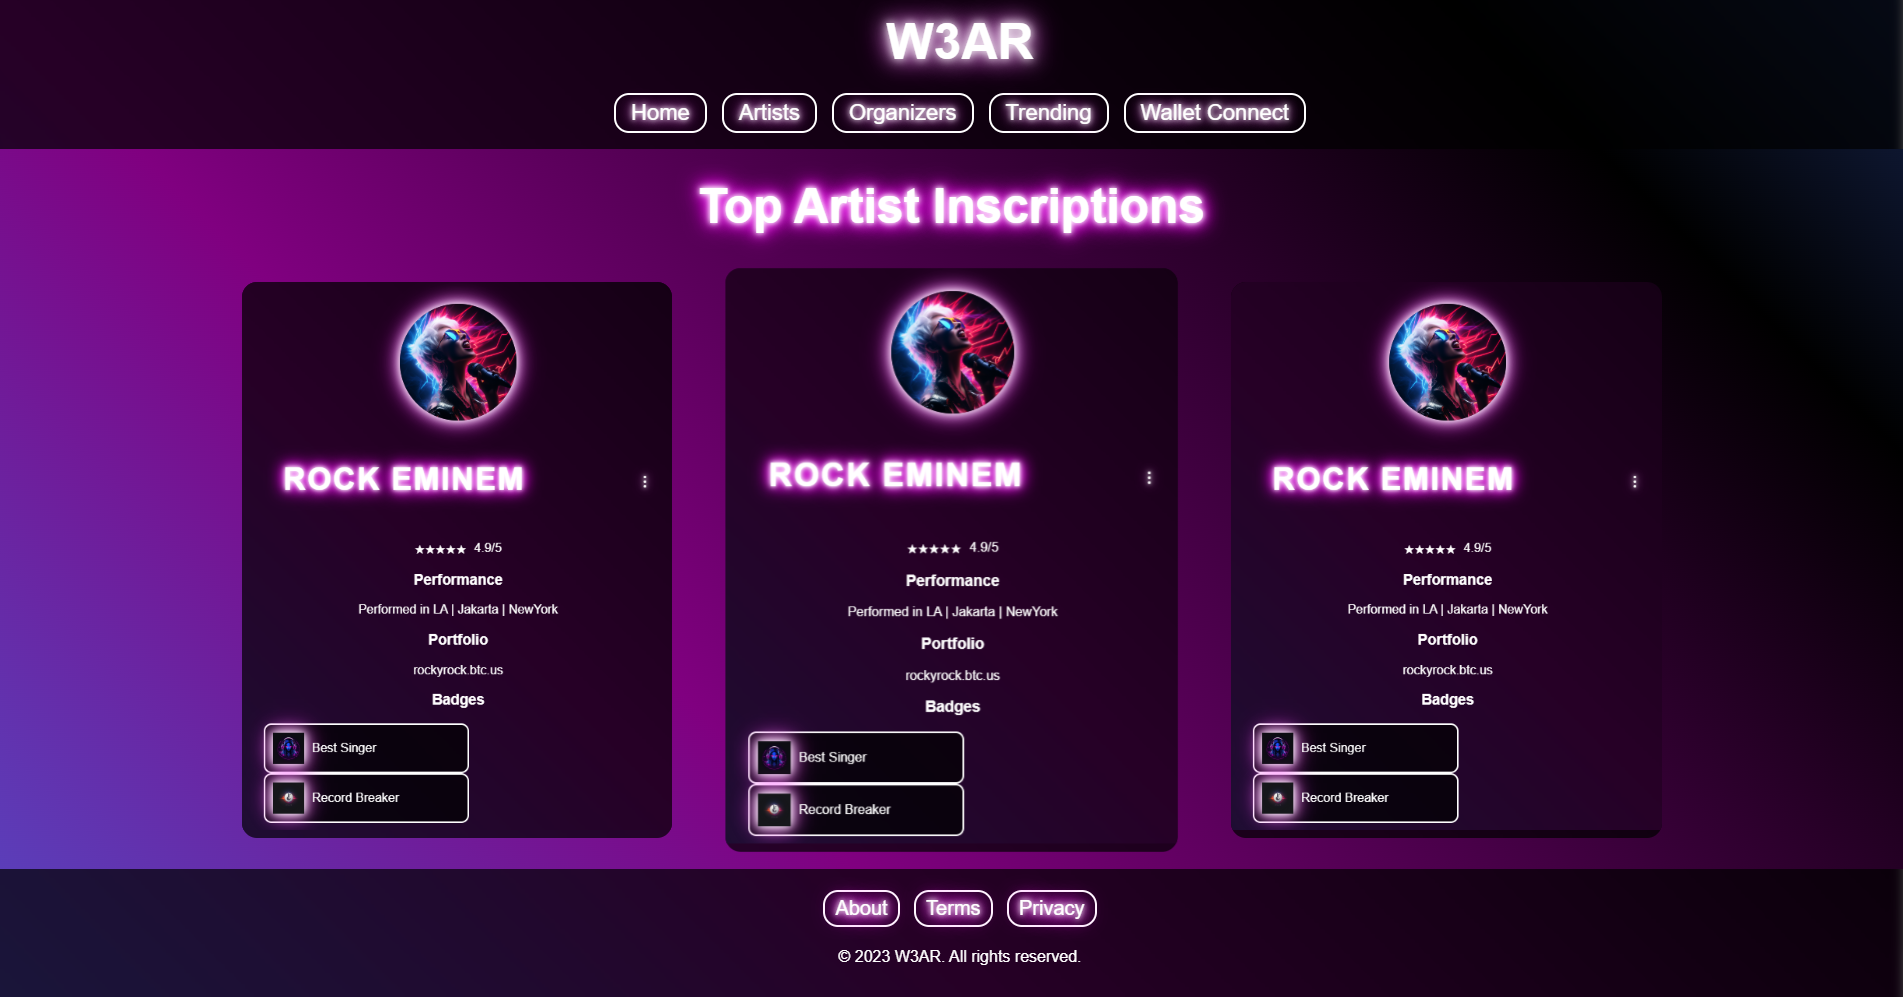 W3AR
Home Artists Organizers Trending Wallet Connect
Top Artist Inscriptions
ROCK EMINEM
★★★★★ 4.9/5
Performance
Performed in LA | Jakarta | NewYork
Portfolio
rockyrock.btc.us
Badges
Best Singer
Record Breaker
ROCK EMINEM
★★★★★ 4.9/5
Performance
Performed in LA | Jakarta | NewYork
Portfolio
rockyrock.btc.us
Badges
Best Singer
Record Breaker
ROCK EMINEM
★★★★★ 4.9/5
Performance
Performed in LA | Jakarta | NewYork
Portfolio
rockyrock.btc.us
Badges
Best Singer
Record Breaker
About Terms Privacy
© 2023 W3AR. All rights reserved.